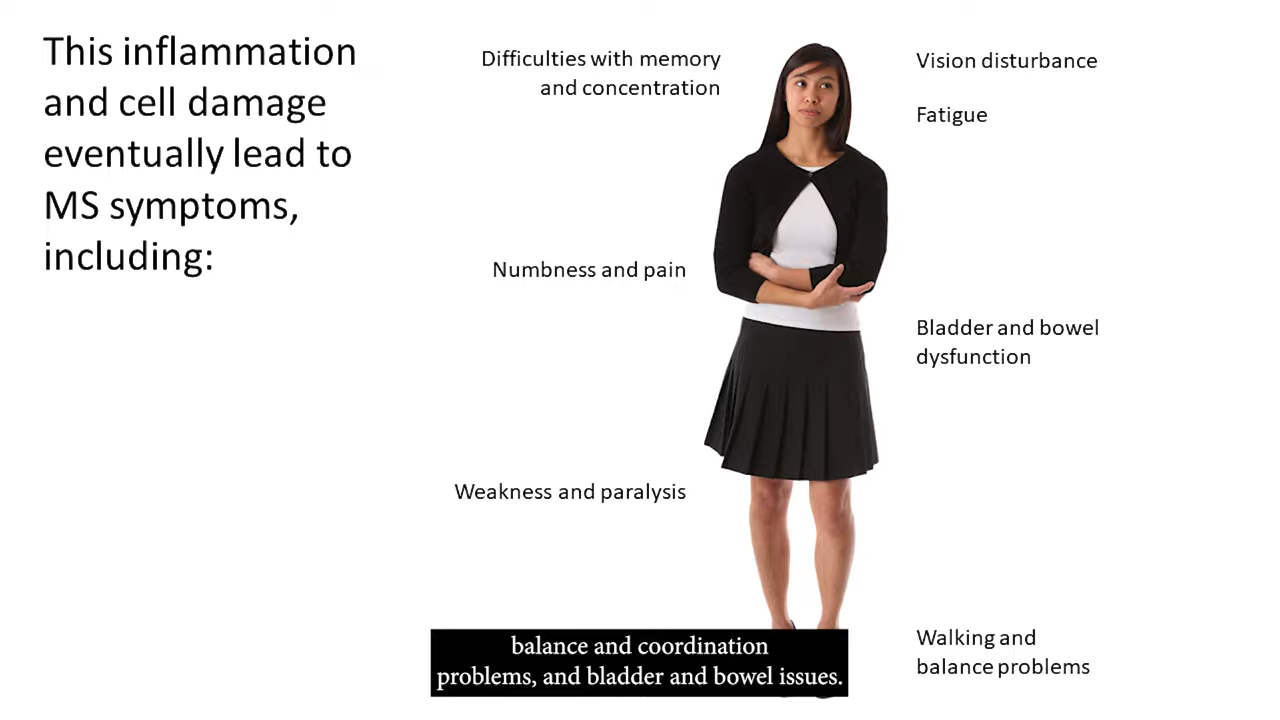 This inflammation
and cell damage
eventually lead to
MS symptoms,
including:
Difficulties with memory
and concentration
Vision disturbance
Fatigue
Numbness and pain
Bladder and bowel
dysfunction
Weakness and paralysis
Walking and
balance problems
balance and coordination
problems, and bladder and bowel issues.